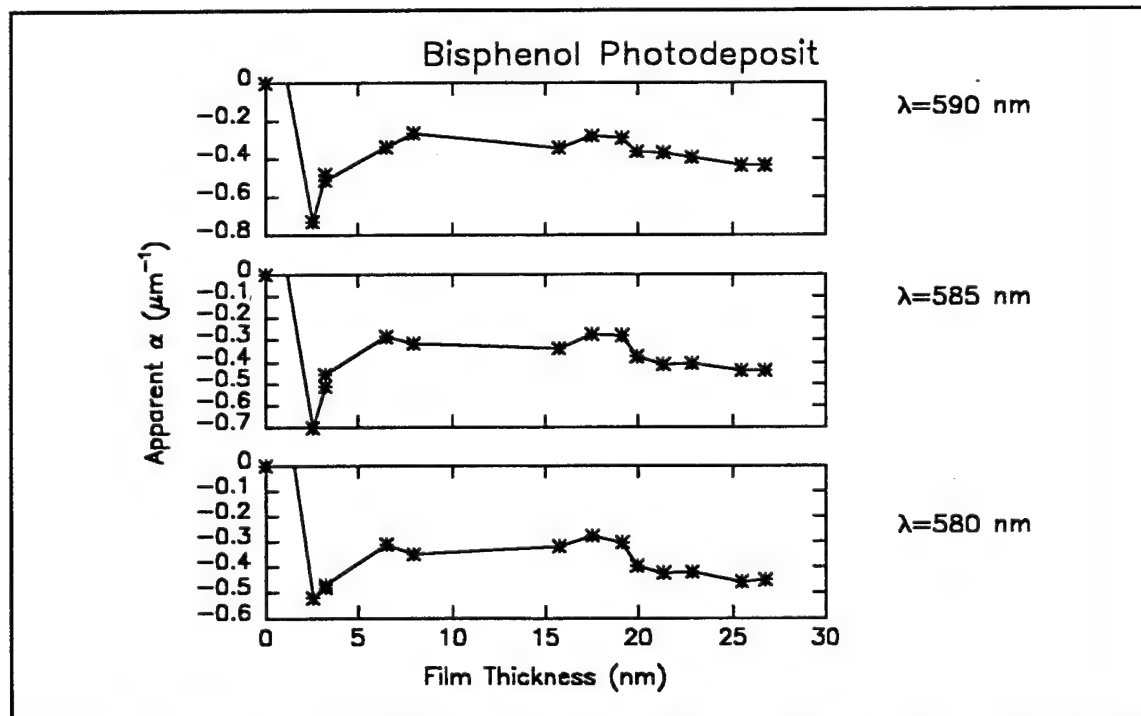 Bisphenol Photodeposit
0
-0.2
-0.4
-0.6
-0.8
λ=590 nm
0
-0.1
-0.2
-0.3
-0.4
-0.5
-0.6
-0.7
λ=585 nm
0
-0.1
-0.2
-0.3
-0.4
-0.5
-0.6
λ=580 nm
Apparent α (μm⁻¹)
0 5 10 15 20 25 30
Film Thickness (nm)